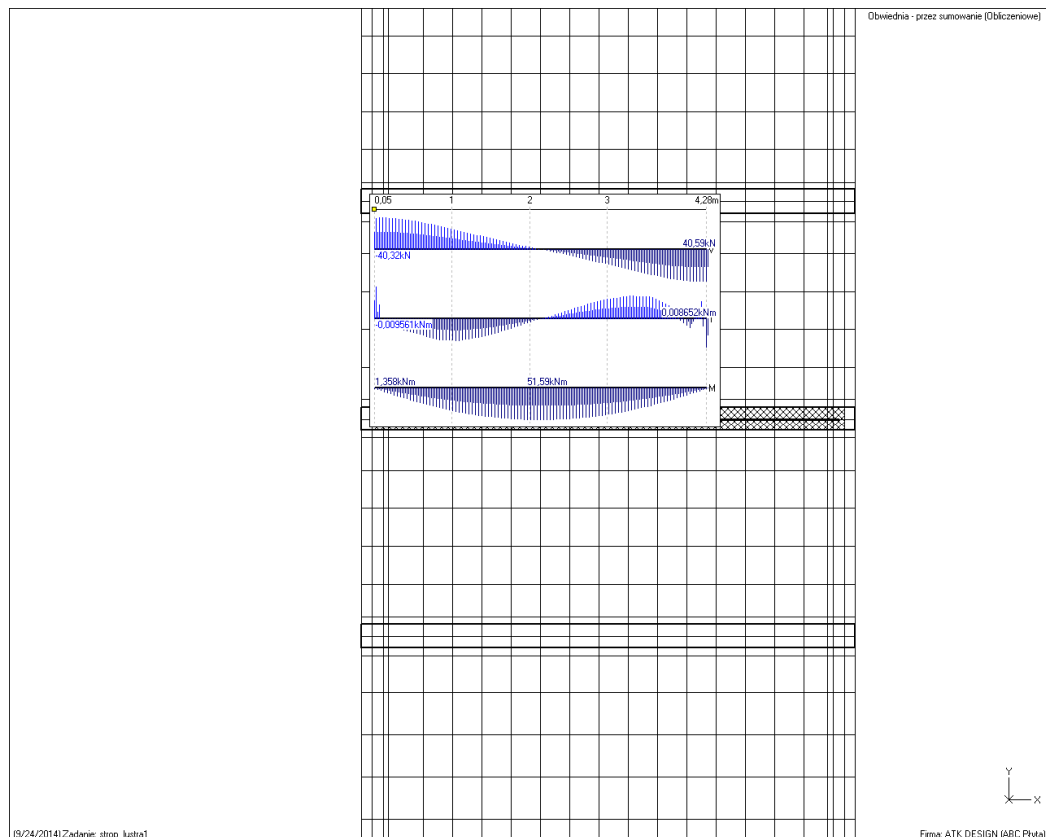 Obwiednia - przez sumowanie (Obliczeniowe)
0,05 1 2 3 4,28m
40,59kN
V
-40,32kN
0,008652kNm
-0,009561kNm
1,358kNm 51,59kNm M
Y
X
(9/24/2014) Zadanie: strop_lustra1 Firma: ATK DESIGN (ABC Płyta)